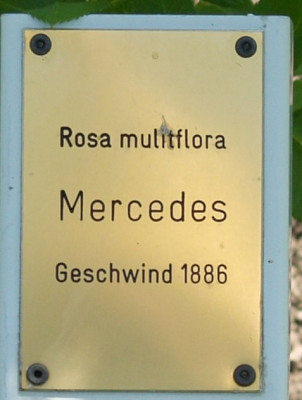 Rosa mulitflora
Mercedes
Geschwind 1886